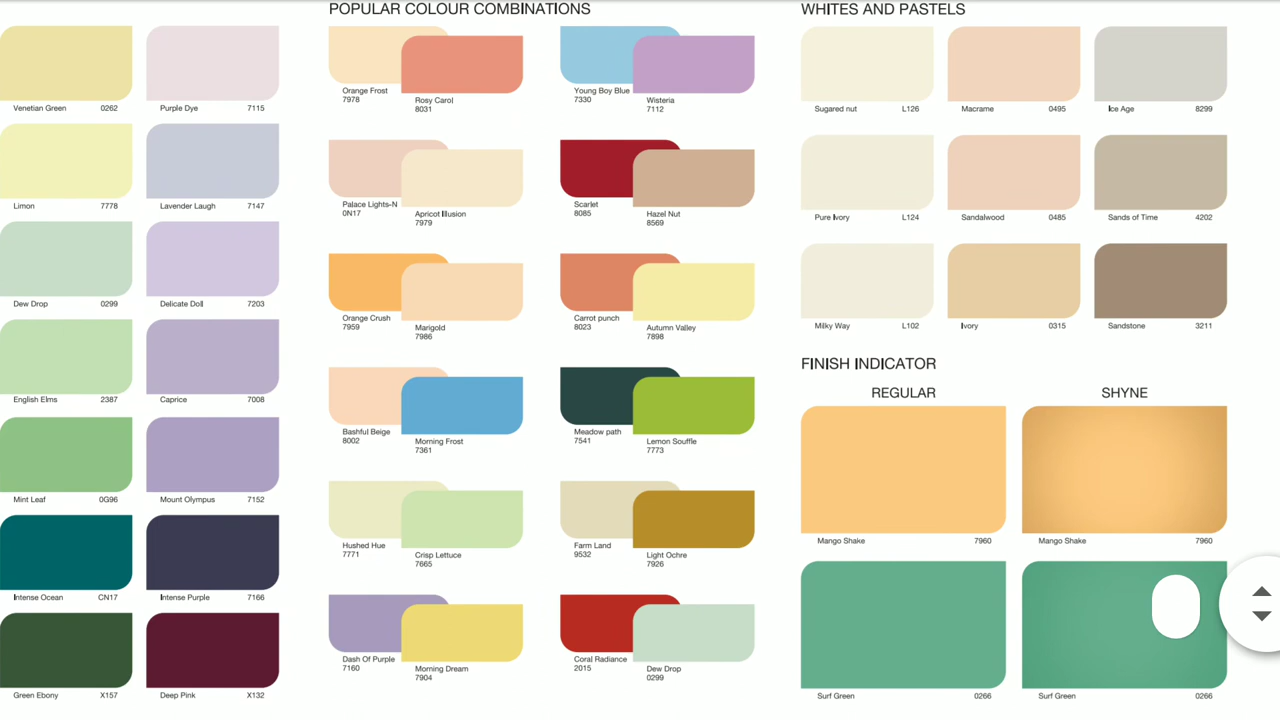 POPULAR COLOUR COMBINATIONS
WHITES AND PASTELS
Venetian Green 0262
Purple Dye 7115
Limon 7778
Lavender Laugh 7147
Dew Drop 0299
Delicate Doll 7203
English Elms 2387
Caprice 7008
Mint Leaf 0G96
Mount Olympus 7152
Intense Ocean CN17
Intense Purple 7166
Green Ebony X157
Deep Pink X132
Orange Frost
7978
Rosy Carol
8031
Young Boy Blue
7330
Wisteria
7112
Palace Lights-N
0N17
Apricot Illusion
7979
Scarlet
8085
Hazel Nut
8569
Orange Crush
7959
Marigold
7986
Carrot punch
8023
Autumn Valley
7898
Bashful Beige
8002
Morning Frost
7361
Meadow path
7541
Lemon Souffle
7773
Hushed Hue
7771
Crisp Lettuce
7665
Farm Land
9532
Light Ochre
7926
Dash Of Purple
7160
Morning Dream
7904
Coral Radiance
2015
Dew Drop
0299
Sugared nut L126
Macrame 0495
Ice Age 8299
Pure Ivory L124
Sandalwood 0485
Sands of Time 4202
Milky Way L102
Ivory 0315
Sandstone 3211
FINISH INDICATOR
REGULAR
SHYNE
Mango Shake 7960
Mango Shake 7960
Surf Green 0266
Surf Green 0266